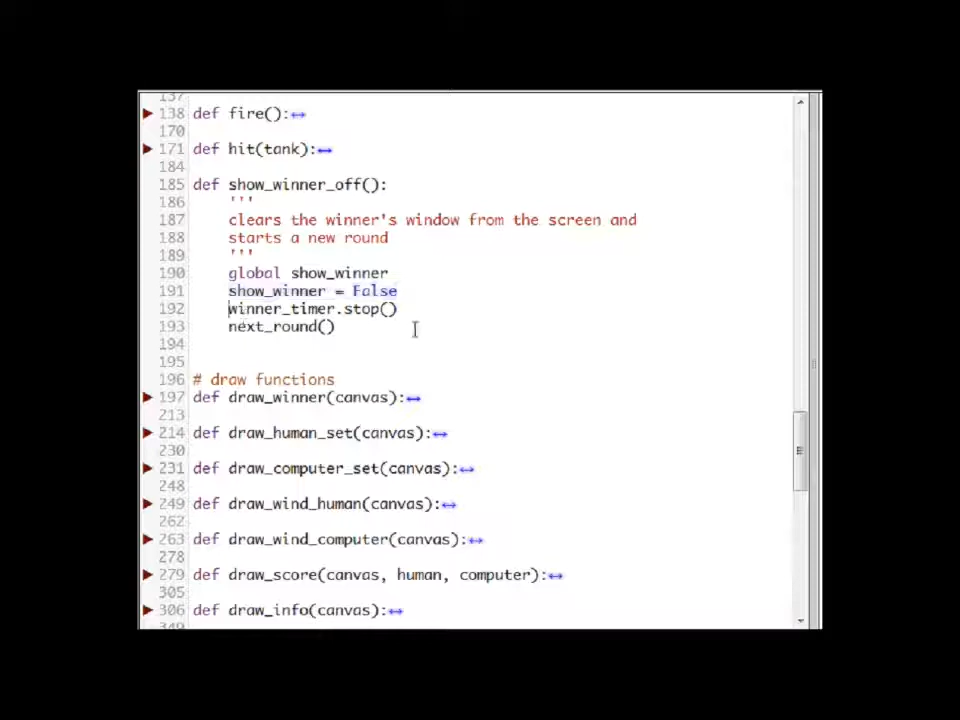 137
138 def fire():
170
171 def hit(tank):
184
185 def show_winner_off():
186 '''
187 clears the winner's window from the screen and
188 starts a new round
189 '''
190 global show_winner
191 show_winner = False
192 winner_timer.stop()
193 next_round()
194
195
196 # draw functions
197 def draw_winner(canvas):
213
214 def draw_human_set(canvas):
230
231 def draw_computer_set(canvas):
248
249 def draw_wind_human(canvas):
262
263 def draw_wind_computer(canvas):
278
279 def draw_score(canvas, human, computer):
305
306 def draw_info(canvas):
349